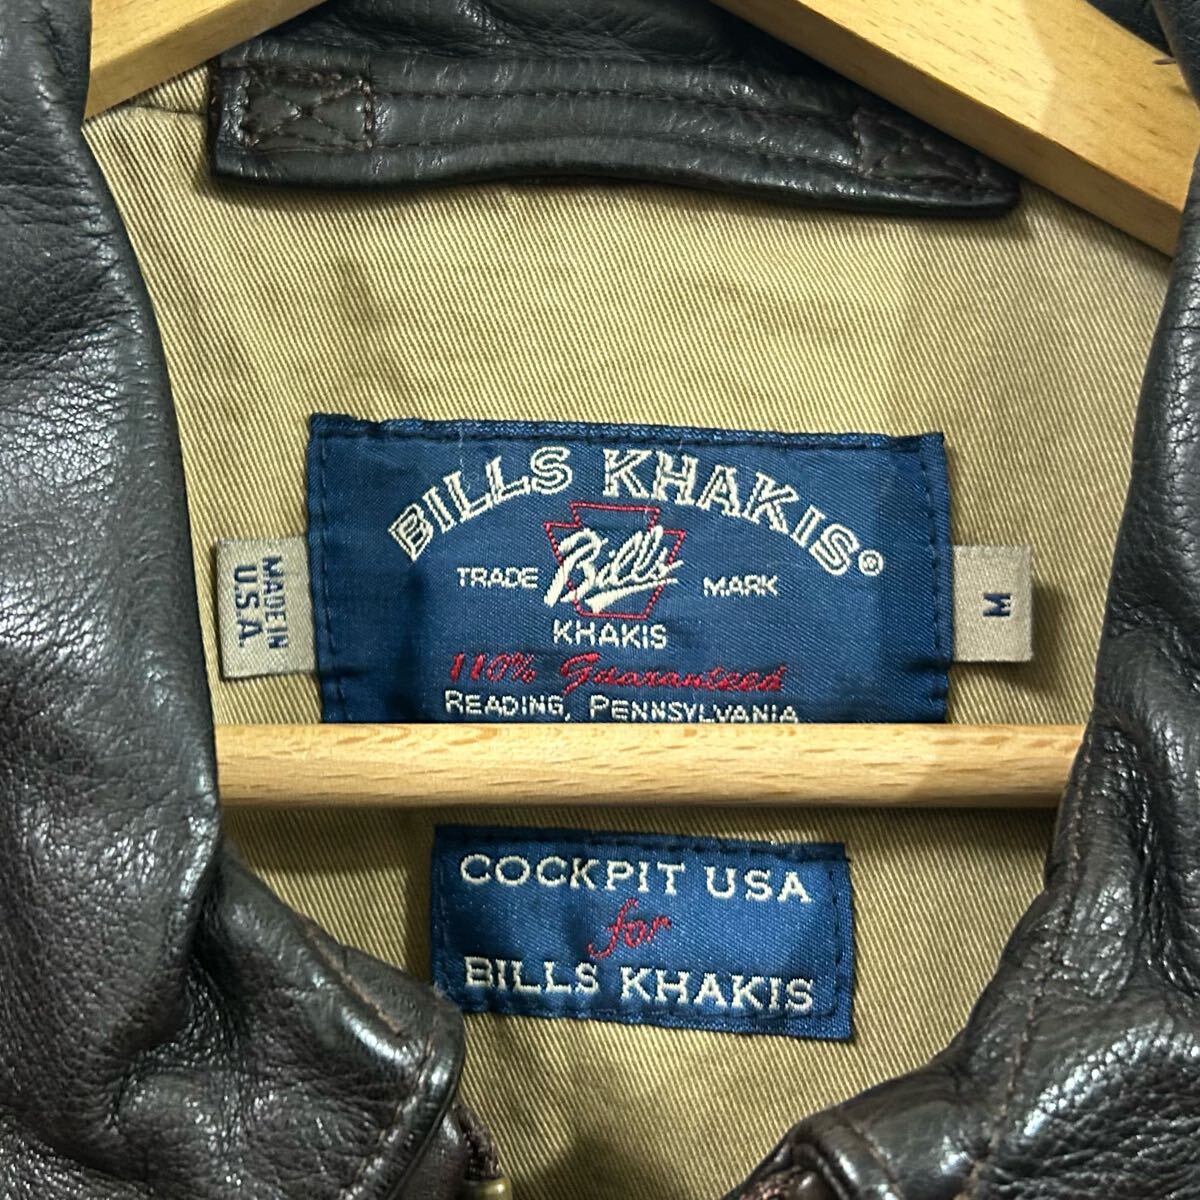 BILLS KHAKIS®
TRADE Bills MARK
KHAKIS
110% Guaranteed
READING, PENNSYLVANIA
MADE IN
U.S.A.
M
COCKPIT USA
for
BILLS KHAKIS